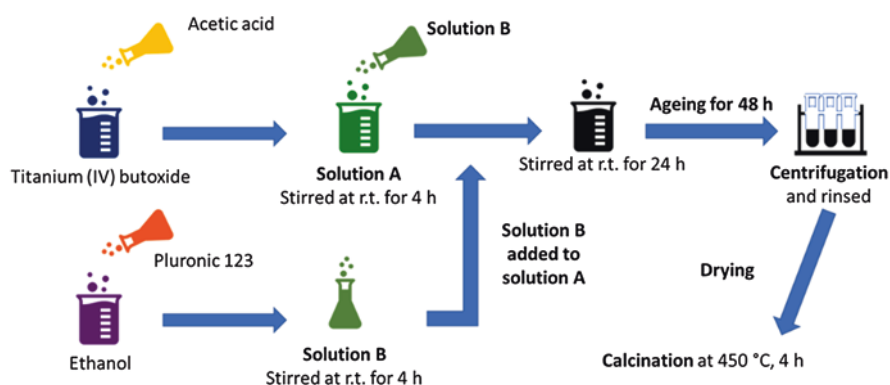 Acetic acid
Solution B
Titanium (IV) butoxide
Solution A
Stirred at r.t. for 4 h
Stirred at r.t. for 24 h
Ageing for 48 h
Centrifugation
and rinsed
Pluronic 123
Ethanol
Solution B
Stirred at r.t. for 4 h
Solution B
added to
solution A
Drying
Calcination at 450 °C, 4 h